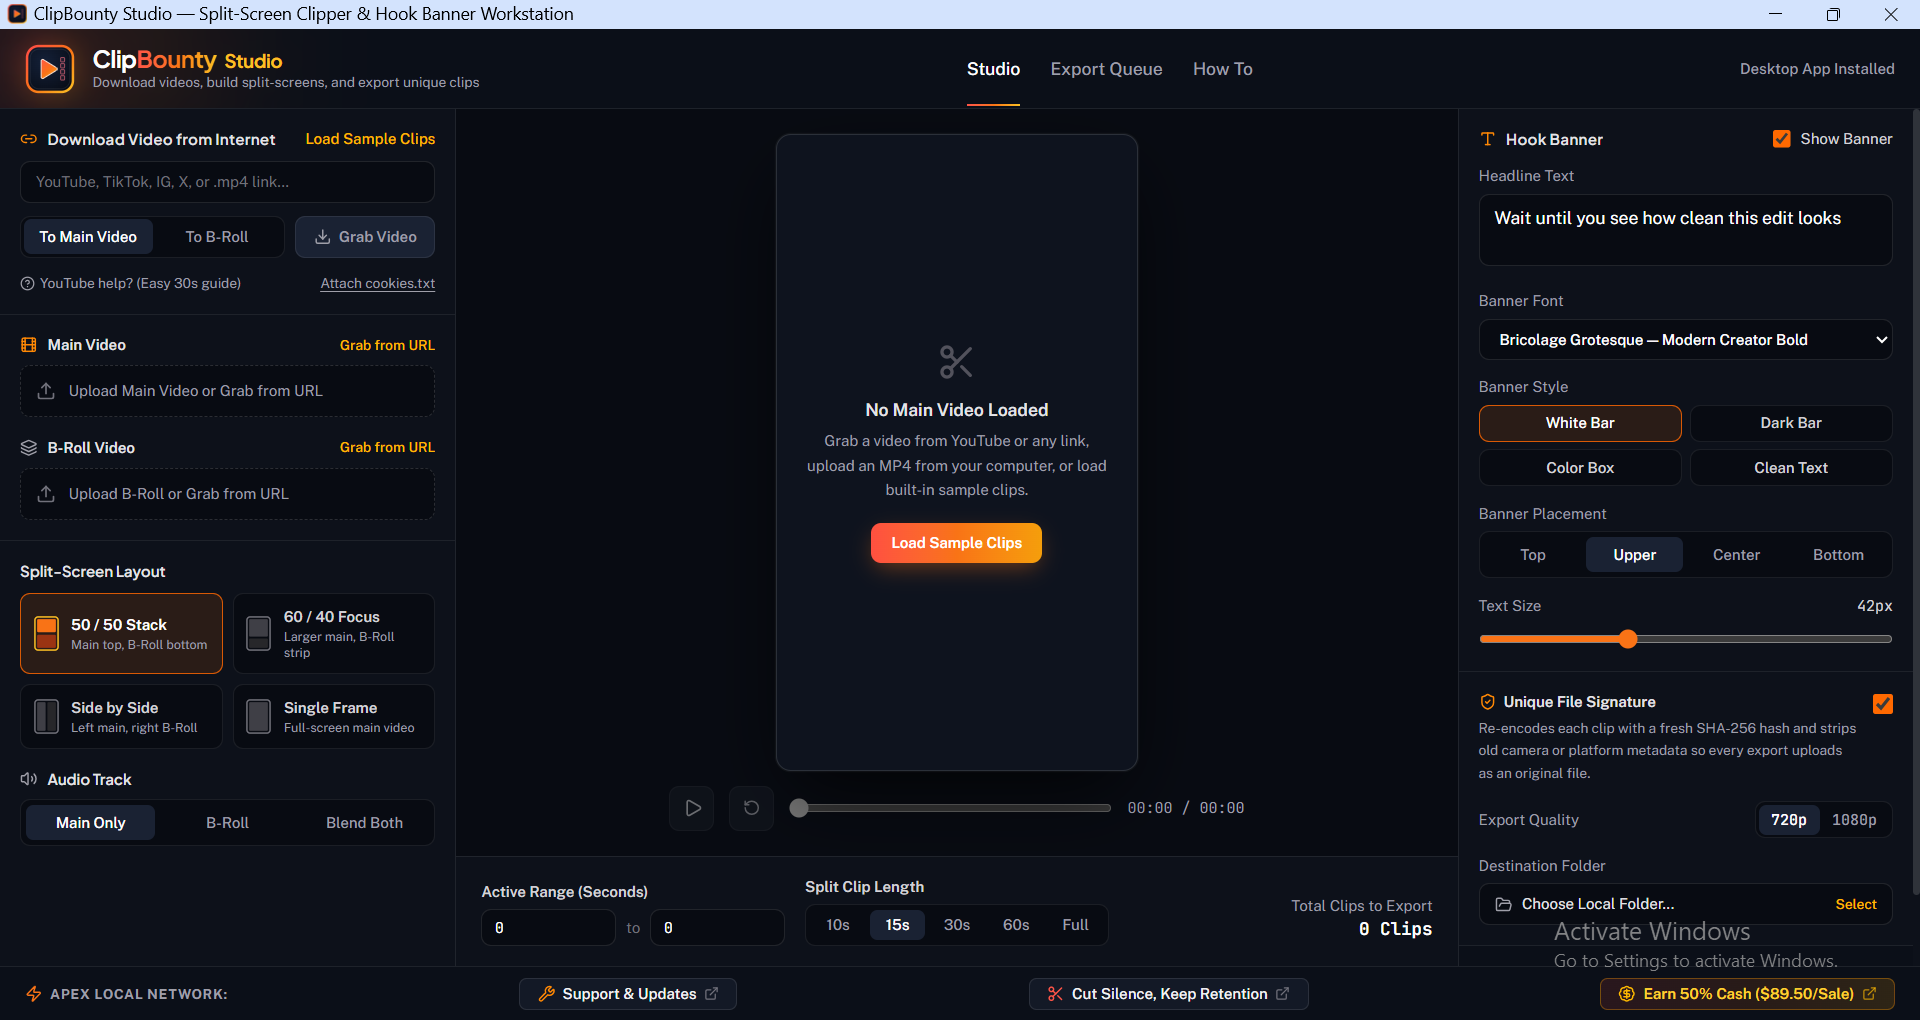 ClipBounty Studio — Split-Screen Clipper & Hook Banner Workstation
ClipBounty Studio
Download videos, build split-screens, and export unique clips
Studio
Export Queue
How To
Desktop App Installed
Download Video from Internet
Load Sample Clips
YouTube, TikTok, IG, X, or .mp4 link...
To Main Video
To B-Roll
Grab Video
YouTube help? (Easy 30s guide)
Attach cookies.txt
Main Video
Grab from URL
Upload Main Video or Grab from URL
B-Roll Video
Grab from URL
Upload B-Roll or Grab from URL
Split-Screen Layout
50 / 50 Stack
Main top, B-Roll bottom
60 / 40 Focus
Larger main, B-Roll
strip
Side by Side
Left main, right B-Roll
Single Frame
Full-screen main video
Audio Track
Main Only
B-Roll
Blend Both
No Main Video Loaded
Grab a video from YouTube or any link,
upload an MP4 from your computer, or load
built-in sample clips.
Load Sample Clips
00:00 / 00:00
Active Range (Seconds)
0
to
0
Split Clip Length
10s
15s
30s
60s
Full
Total Clips to Export
0 Clips
Hook Banner
Show Banner
Headline Text
Wait until you see how clean this edit looks
Banner Font
Bricolage Grotesque — Modern Creator Bold
Banner Style
White Bar
Dark Bar
Color Box
Clean Text
Banner Placement
Top
Upper
Center
Bottom
Text Size
42px
Unique File Signature
Re-encodes each clip with a fresh SHA-256 hash and strips
old camera or platform metadata so every export uploads
as an original file.
Export Quality
720p
1080p
Destination Folder
Choose Local Folder...
Select
Activate Windows
Go to Settings to activate Windows.
APEX LOCAL NETWORK:
Support & Updates
Cut Silence, Keep Retention
Earn 50% Cash ($89.50/Sale)